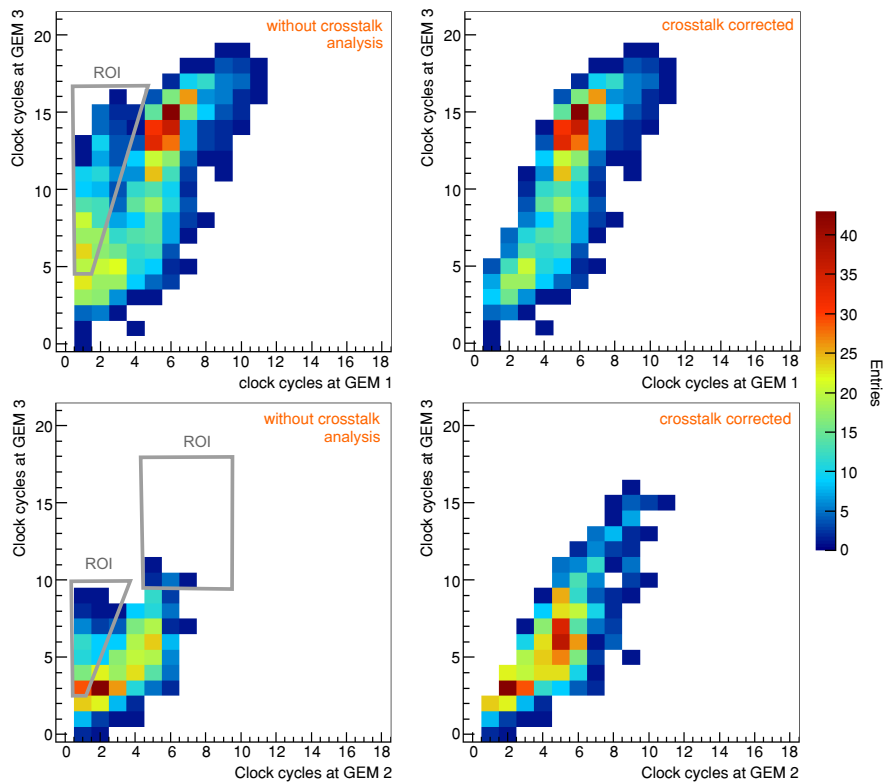 Clock cycles at GEM 3
20
15
10
5
0
without crosstalk
analysis
ROI
0 2 4 6 8 10 12 14 16 18
clock cycles at GEM 1
Clock cycles at GEM 3
20
15
10
5
0
crosstalk corrected
0 2 4 6 8 10 12 14 16 18
Clock cycles at GEM 1
40
35
30
25
20
15
10
5
0
Entries
Clock cycles at GEM 3
20
15
10
5
0
without crosstalk
analysis
ROI
ROI
0 2 4 6 8 10 12 14 16 18
Clock cycles at GEM 2
Clock cycles at GEM 3
20
15
10
5
0
crosstalk corrected
0 2 4 6 8 10 12 14 16 18
Clock cycles at GEM 2